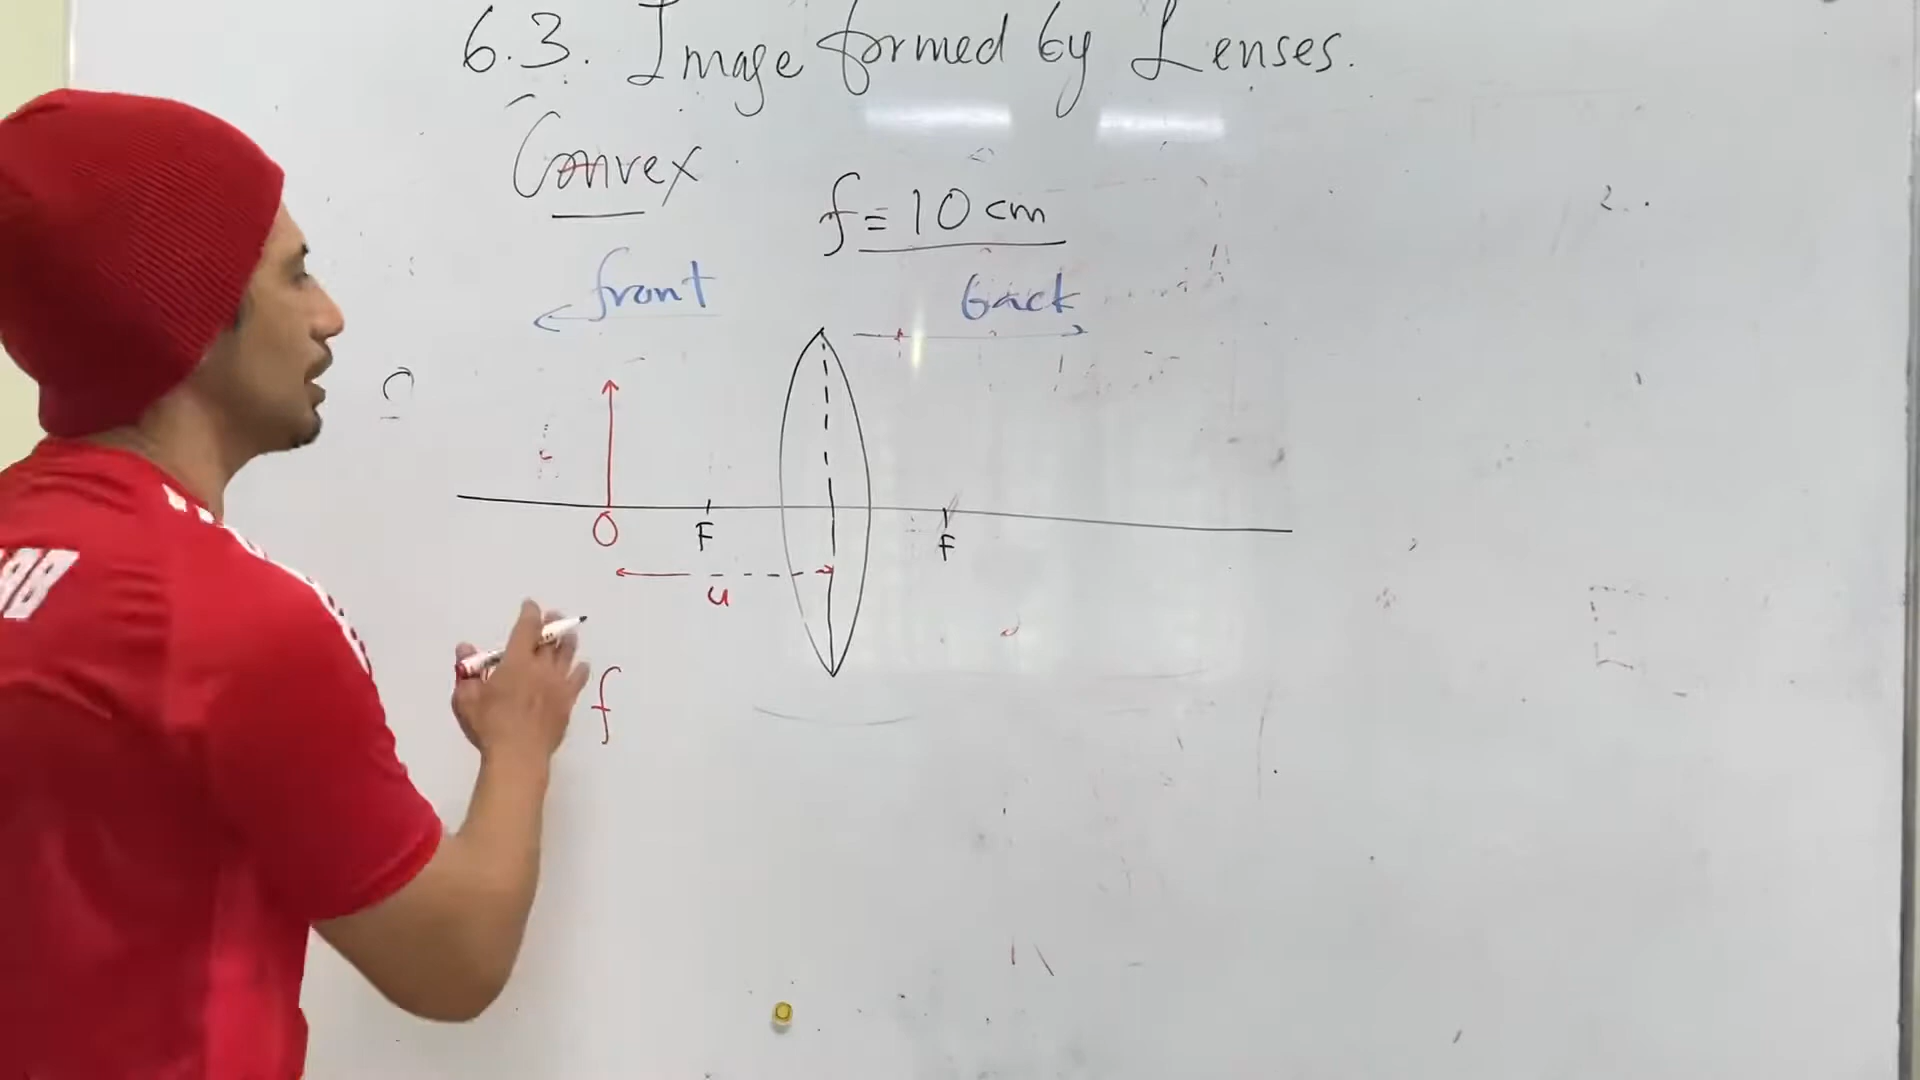 6.3. Image formed by Lenses.
Convex
f = 10 cm
front
back
O
F
F
u
f